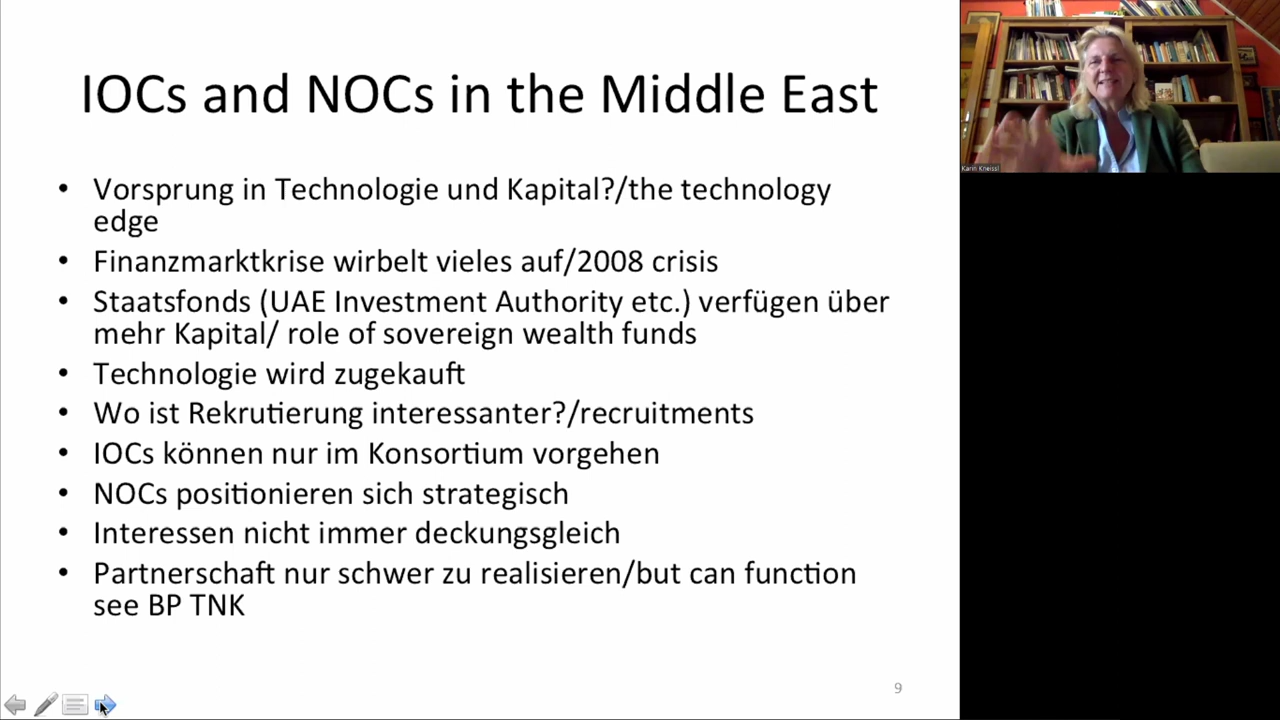 IOCs and NOCs in the Middle East
• Vorsprung in Technologie und Kapital?/the technology
edge
• Finanzmarktkrise wirbelt vieles auf/2008 crisis
• Staatsfonds (UAE Investment Authority etc.) verfügen über
mehr Kapital/ role of sovereign wealth funds
• Technologie wird zugekauft
• Wo ist Rekrutierung interessanter?/recruitments
• IOCs können nur im Konsortium vorgehen
• NOCs positionieren sich strategisch
• Interessen nicht immer deckungsgleich
• Partnerschaft nur schwer zu realisieren/but can function
see BP TNK
9
Karin Kneissl